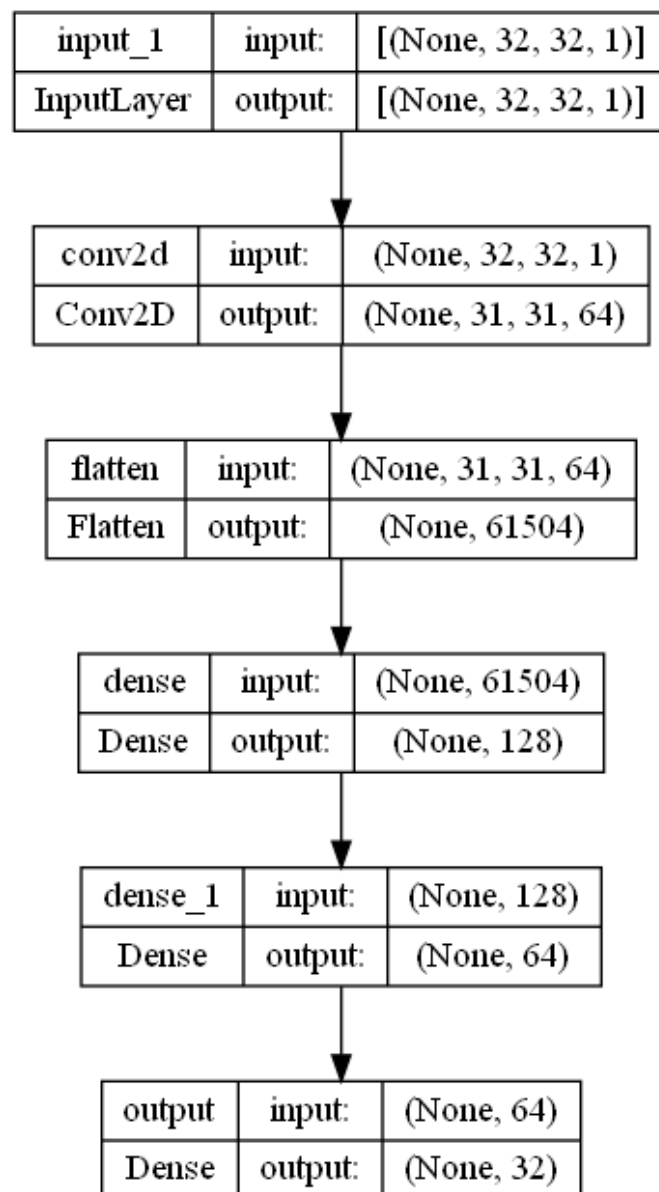 input_1 input: [(None, 32, 32, 1)]
InputLayer output: [(None, 32, 32, 1)]
conv2d input: (None, 32, 32, 1)
Conv2D output: (None, 31, 31, 64)
flatten input: (None, 31, 31, 64)
Flatten output: (None, 61504)
dense input: (None, 61504)
Dense output: (None, 128)
dense_1 input: (None, 128)
Dense output: (None, 64)
output input: (None, 64)
Dense output: (None, 32)